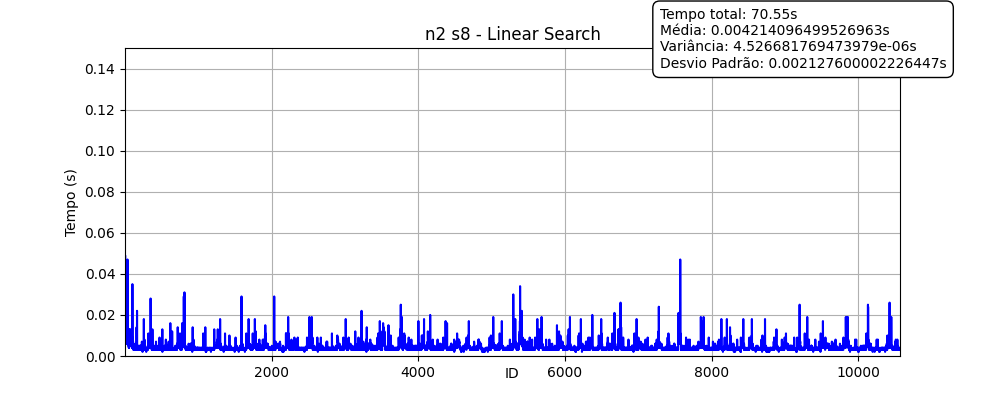 n2 s8 - Linear Search
Tempo total: 70.55s
Média: 0.004214096499526963s
Variância: 4.526681769473979e-06s
Desvio Padrão: 0.002127600002226447s
Tempo (s)
0.14
0.12
0.10
0.08
0.06
0.04
0.02
0.00
2000
4000
6000
8000
10000
ID